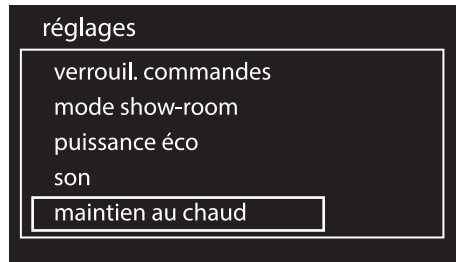 réglages
verrouil. commandes
mode show-room
puissance éco
son
maintien au chaud